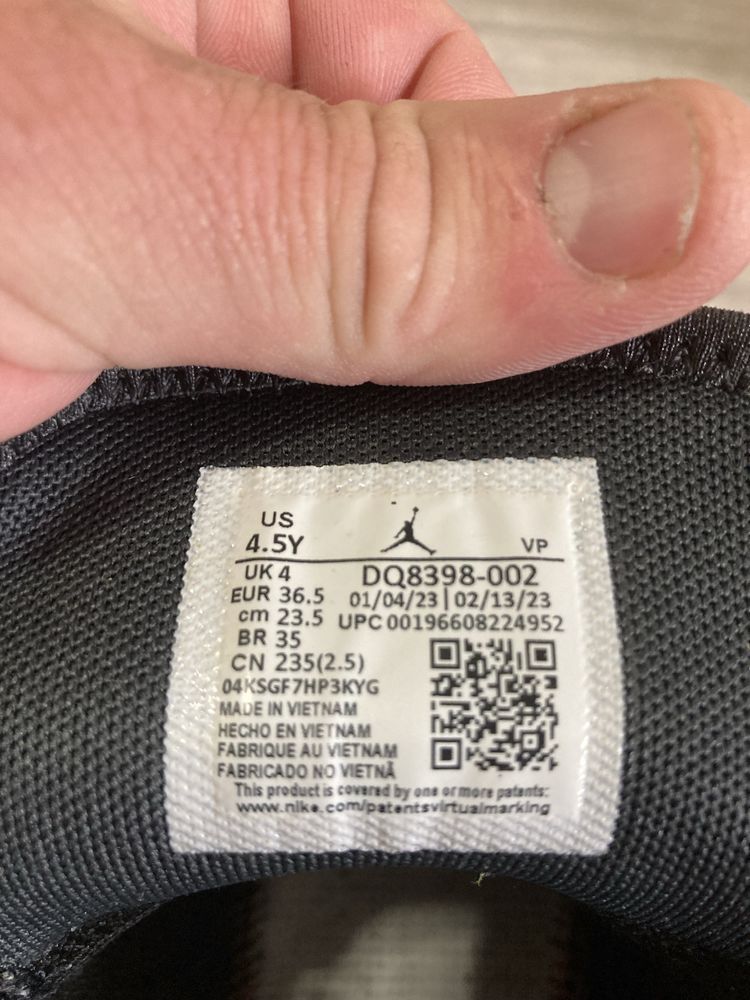 US
4.5Y VP
UK 4 DQ8398-002
EUR 36.5 01/04/23 | 02/13/23
cm 23.5 UPC 00196608224952
BR 35
CN 235(2.5)
04KSGF7HP3KYG
MADE IN VIETNAM
HECHO EN VIETNAM
FABRIQUE AU VIETNAM
FABRICADO NO VIETNÃ
This product is covered by one or more patents:
www.nike.com/patentsvirtualmarking